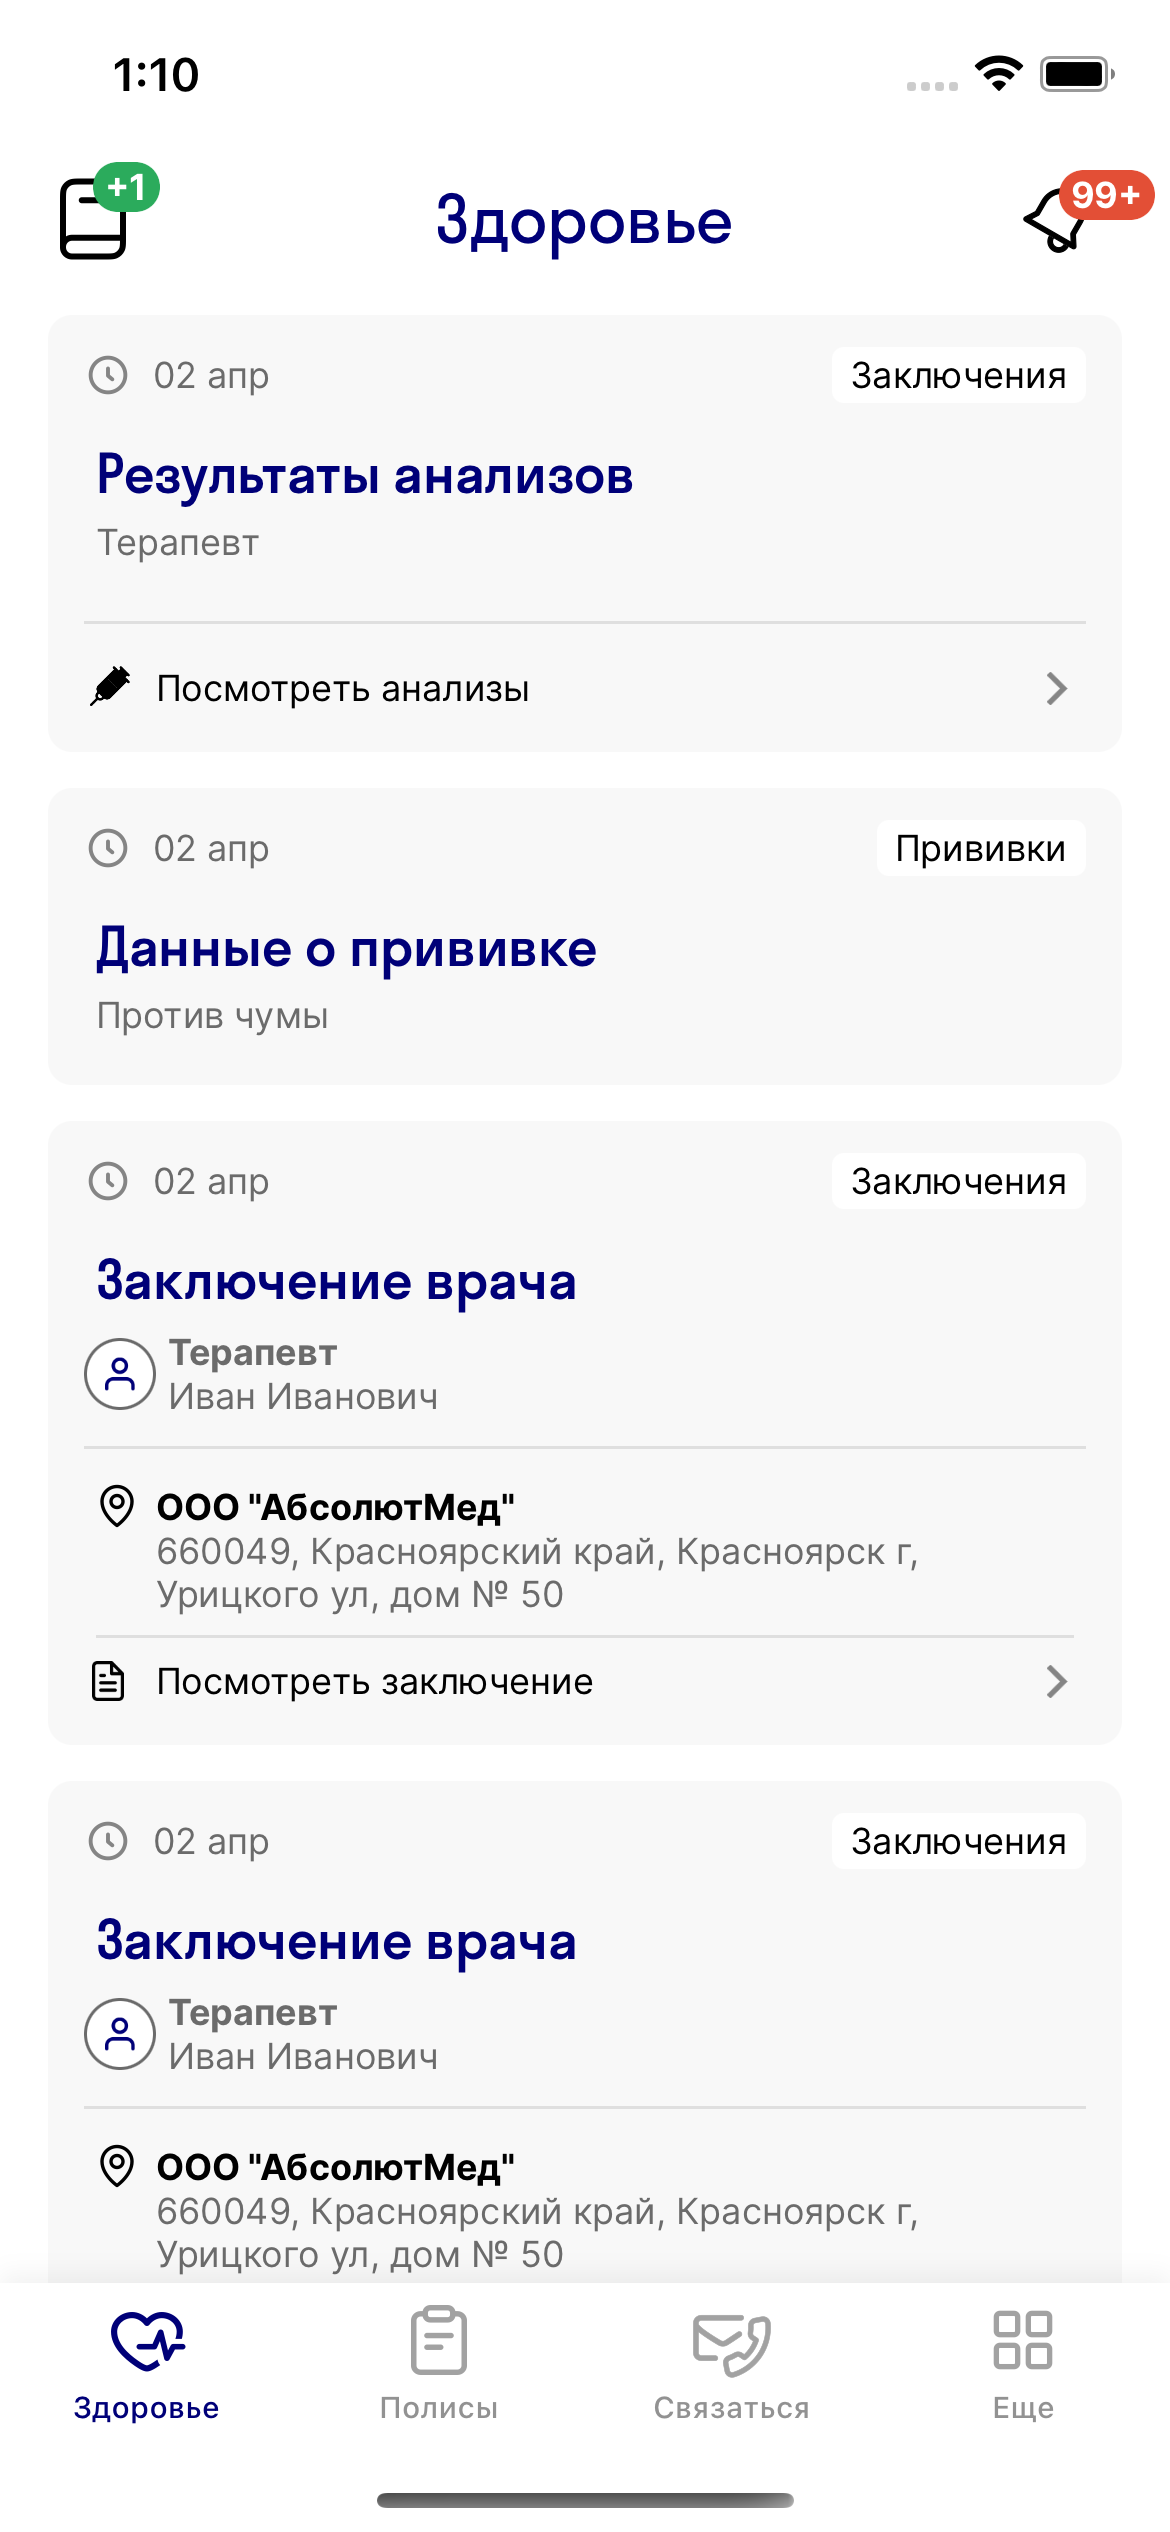 1:10
+1
Здоровье
99+
02 апр
Заключения
Результаты анализов
Терапевт
Посмотреть анализы
02 апр
Прививки
Данные о прививке
Против чумы
02 апр
Заключения
Заключение врача
Терапевт
Иван Иванович
ООО "АбсолютМед"
660049, Красноярский край, Красноярск г,
Урицкого ул, дом № 50
Посмотреть заключение
02 апр
Заключения
Заключение врача
Терапевт
Иван Иванович
ООО "АбсолютМед"
660049, Красноярский край, Красноярск г,
Урицкого ул, дом № 50
Здоровье
Полисы
Связаться
Еще